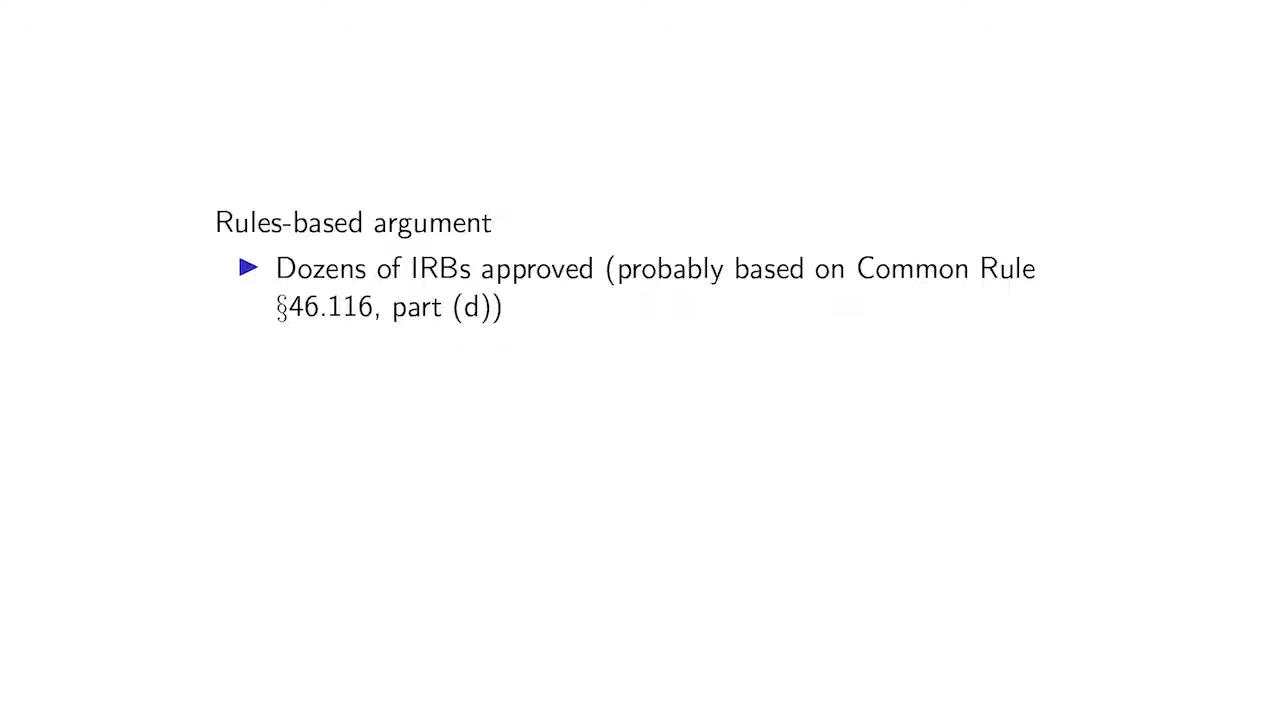 Rules-based argument
▶ Dozens of IRBs approved (probably based on Common Rule
§46.116, part (d))